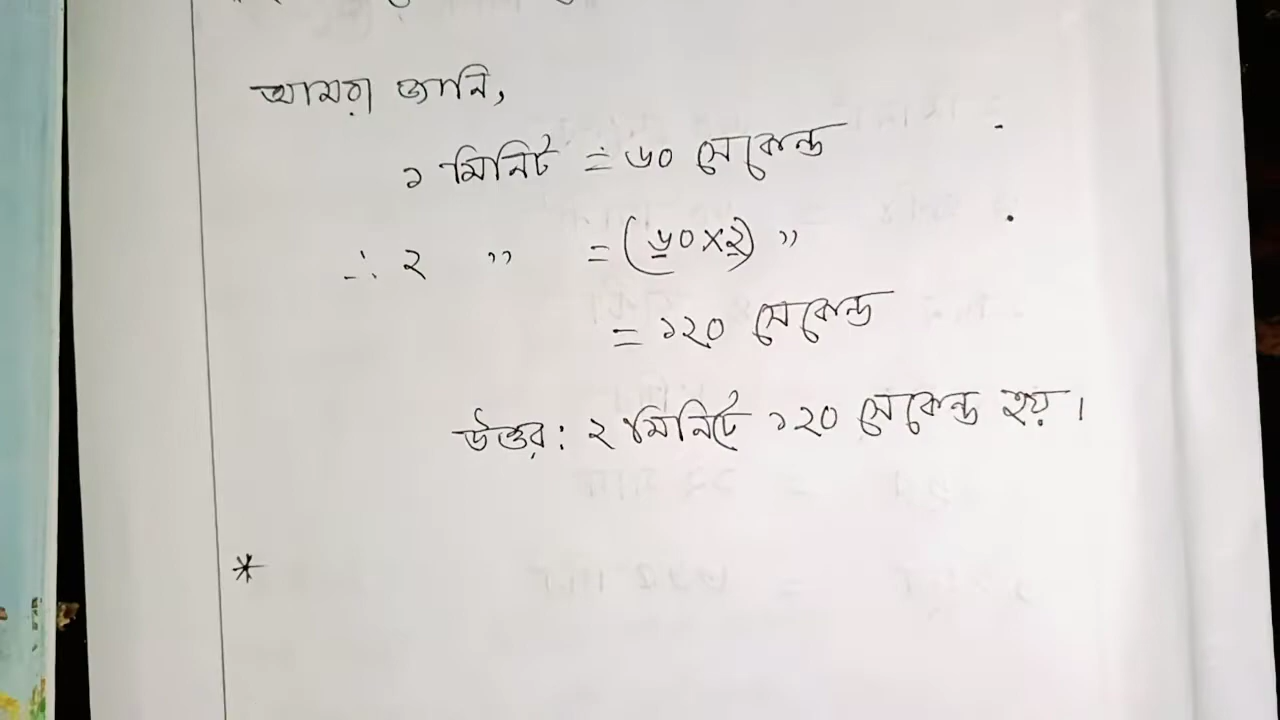 আমরা জানি,
১ মিনিট = ৬০ সেকেন্ড
∴ ২ " = (৬০×২) "
= ১২০ সেকেন্ড
উত্তর: ২ মিনিটে ১২০ সেকেন্ড হয়।
*